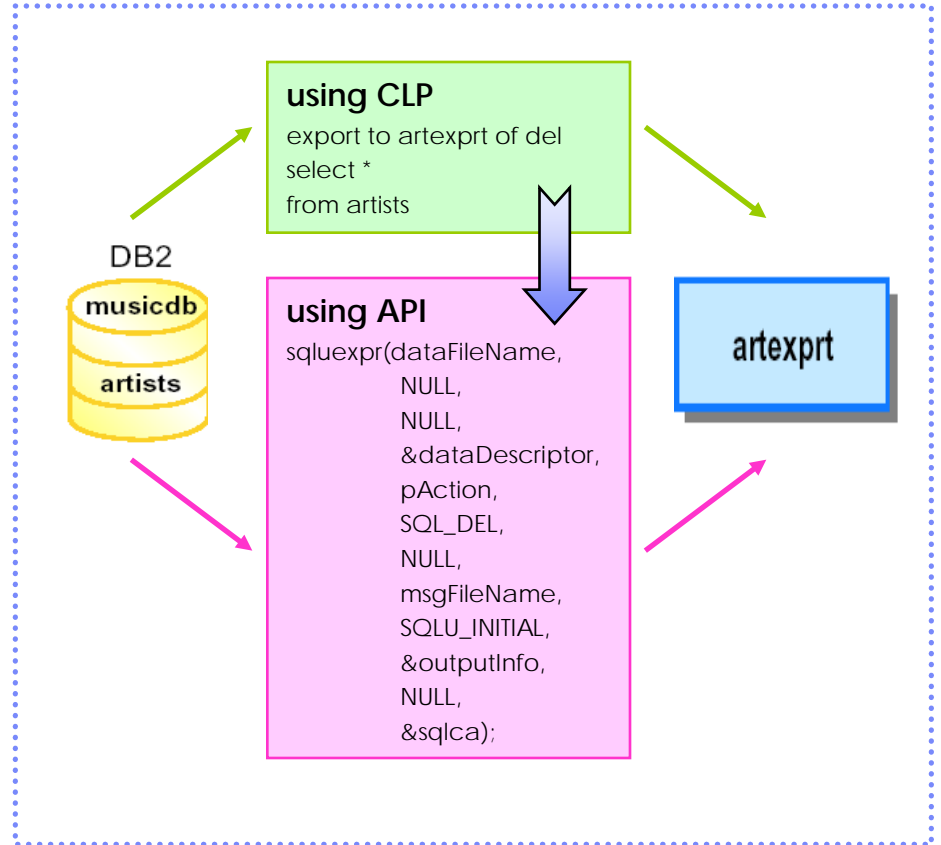 using CLP
export to artexprt of del
select *
from artists
DB2
musicdb
artists
using API
sqluexpr(dataFileName,
NULL,
NULL,
&dataDescriptor,
pAction,
SQL_DEL,
NULL,
msgFileName,
SQLU_INITIAL,
&outputInfo,
NULL,
&sqlca);
artexprt